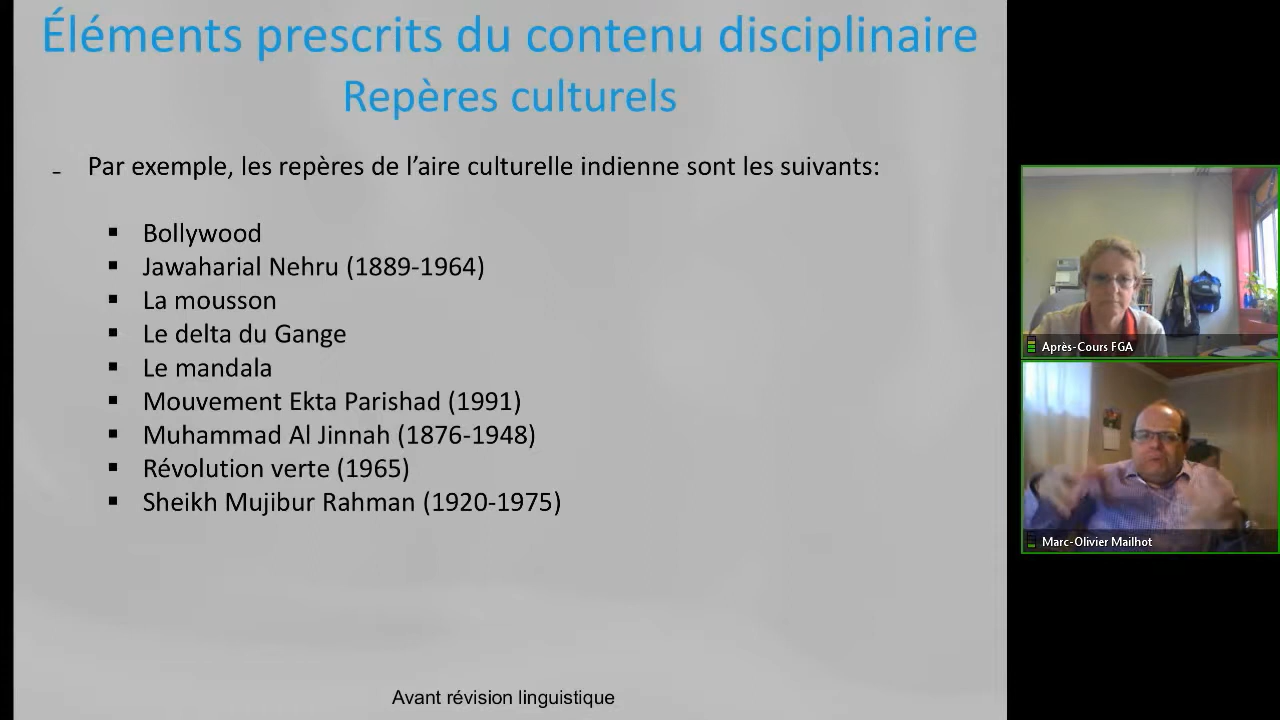 Éléments prescrits du contenu disciplinaire
Repères culturels
- Par exemple, les repères de l’aire culturelle indienne sont les suivants:
▪ Bollywood
▪ Jawaharial Nehru (1889-1964)
▪ La mousson
▪ Le delta du Gange
▪ Le mandala
▪ Mouvement Ekta Parishad (1991)
▪ Muhammad Al Jinnah (1876-1948)
▪ Révolution verte (1965)
▪ Sheikh Mujibur Rahman (1920-1975)
Avant révision linguistique
Après-Cours FGA
Marc-Olivier Mailhot